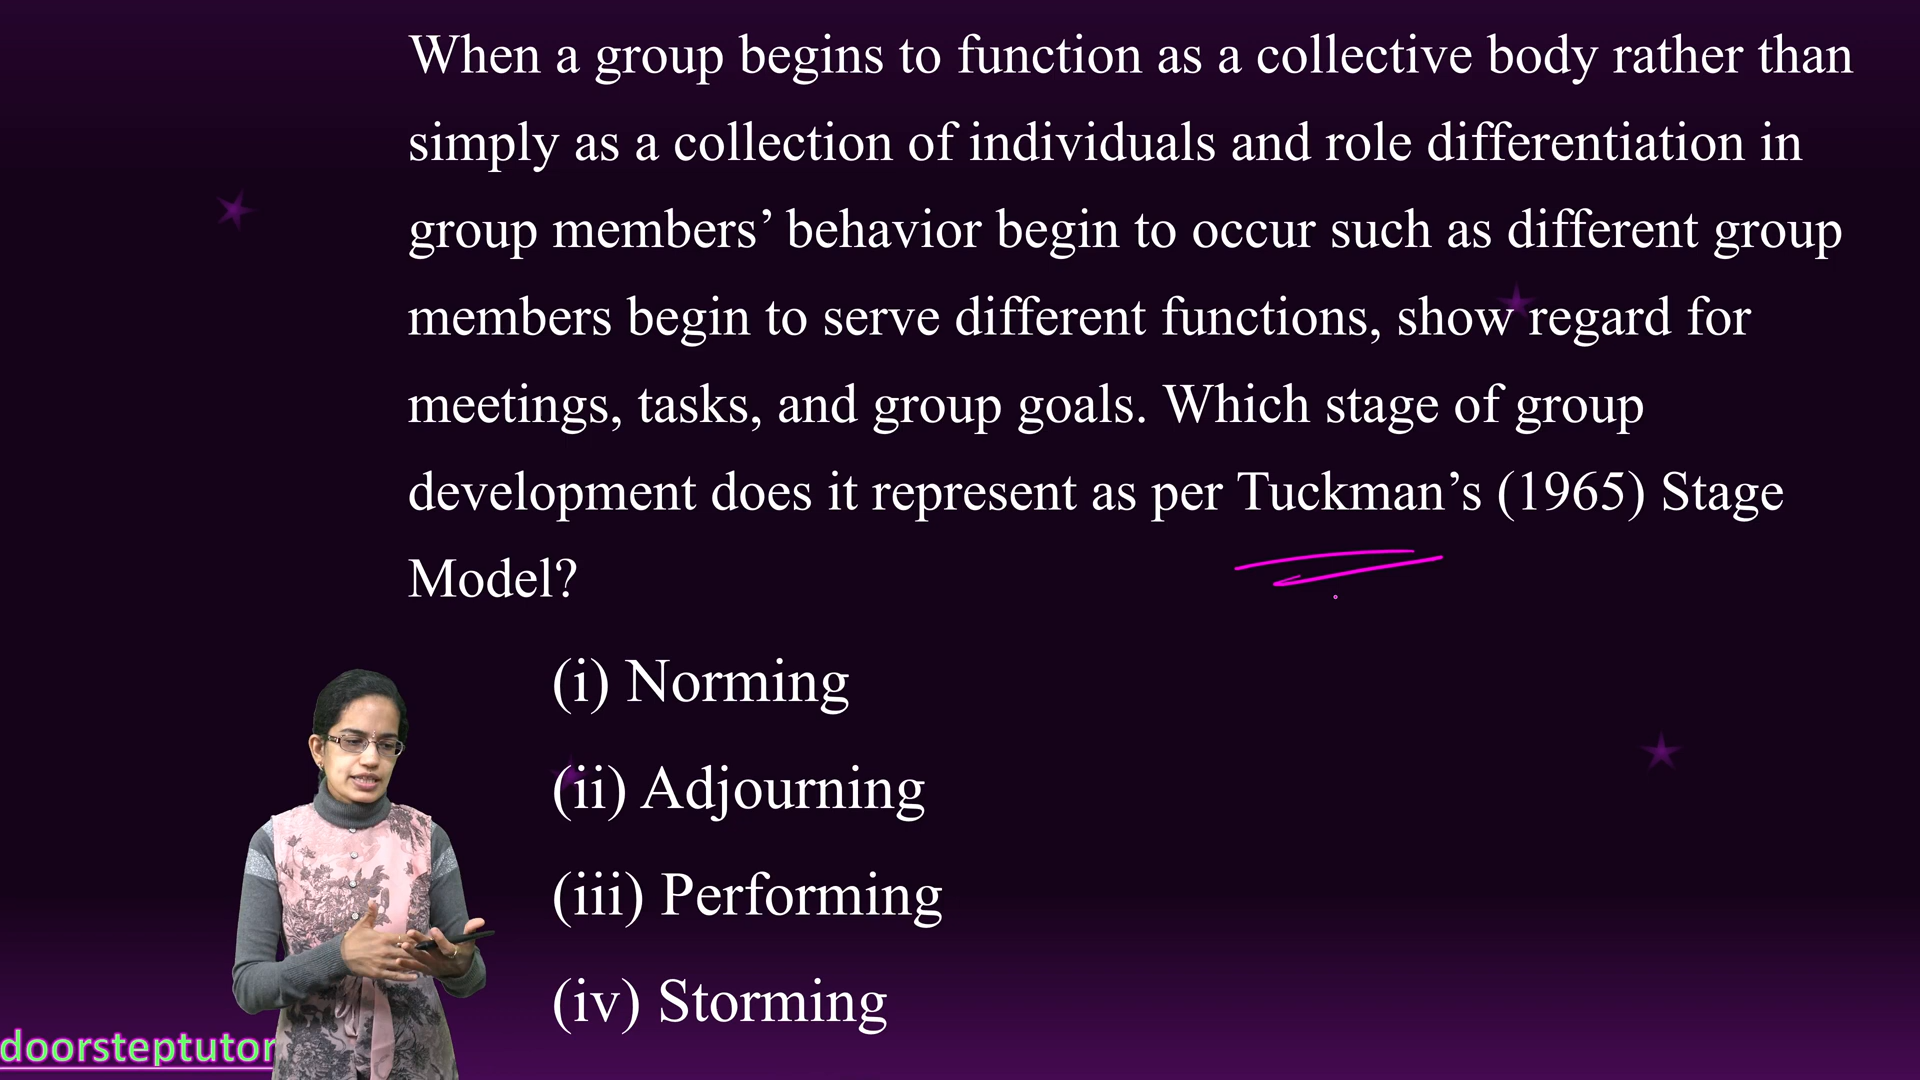 When a group begins to function as a collective body rather than
simply as a collection of individuals and role differentiation in
group members’ behavior begin to occur such as different group
members begin to serve different functions, show regard for
meetings, tasks, and group goals. Which stage of group
development does it represent as per Tuckman’s (1965) Stage
Model?
(i) Norming
(ii) Adjourning
(iii) Performing
(iv) Storming
doorsteptutor